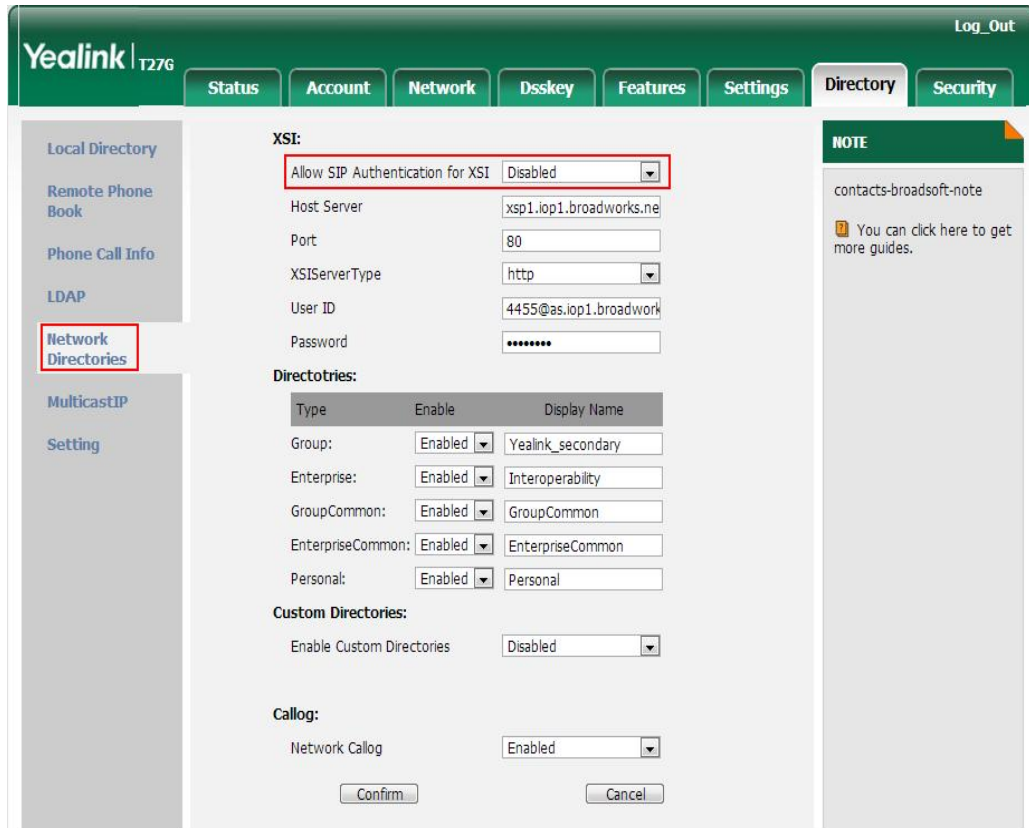 Log_Out
Yealink | T27G
Status Account Network Dsskey Features Settings Directory Security
Local Directory
Remote Phone
Book
Phone Call Info
LDAP
Network
Directories
MulticastIP
Setting
XSI:
Allow SIP Authentication for XSI Disabled
Host Server xsp1.iop1.broadworks.ne
Port 80
XSIServerType http
User ID 4455@as.iop1.broadwork
Password ••••••••
Directotries:
Type Enable Display Name
Group: Enabled Yealink_secondary
Enterprise: Enabled Interoperability
GroupCommon: Enabled GroupCommon
EnterpriseCommon: Enabled EnterpriseCommon
Personal: Enabled Personal
Custom Directories:
Enable Custom Directories Disabled
Callog:
Network Callog Enabled
Confirm Cancel
NOTE
contacts-broadsoft-note
? You can click here to get
more guides.